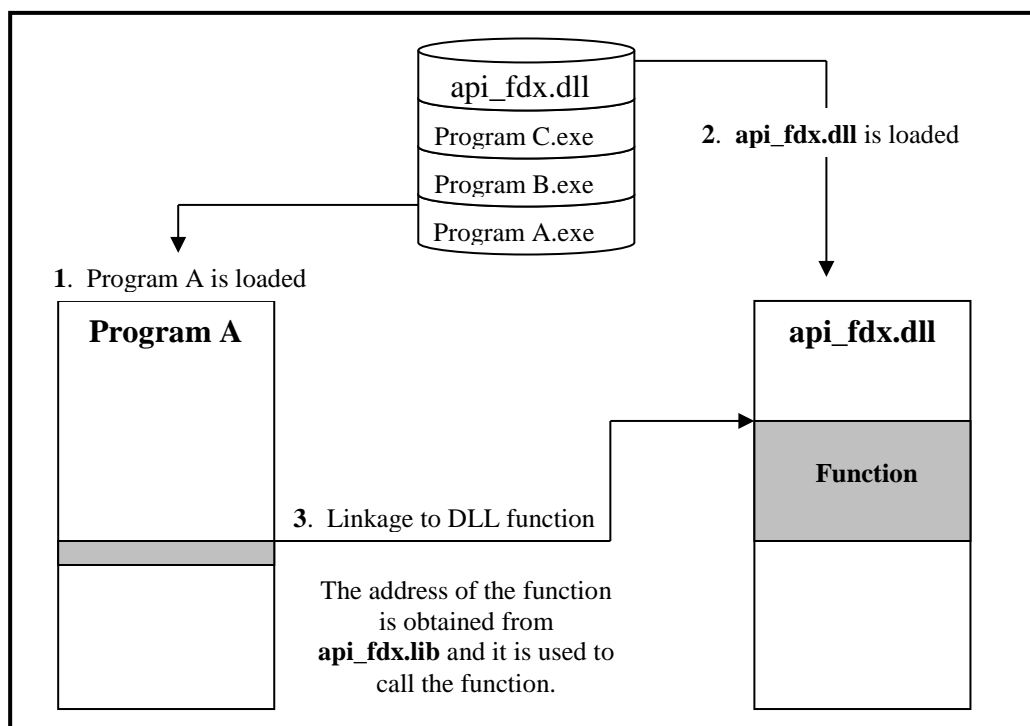 api_fdx.dll
Program C.exe
Program B.exe
Program A.exe
2. api_fdx.dll is loaded
1. Program A is loaded
Program A
api_fdx.dll
Function
3. Linkage to DLL function
The address of the function
is obtained from
api_fdx.lib and it is used to
call the function.